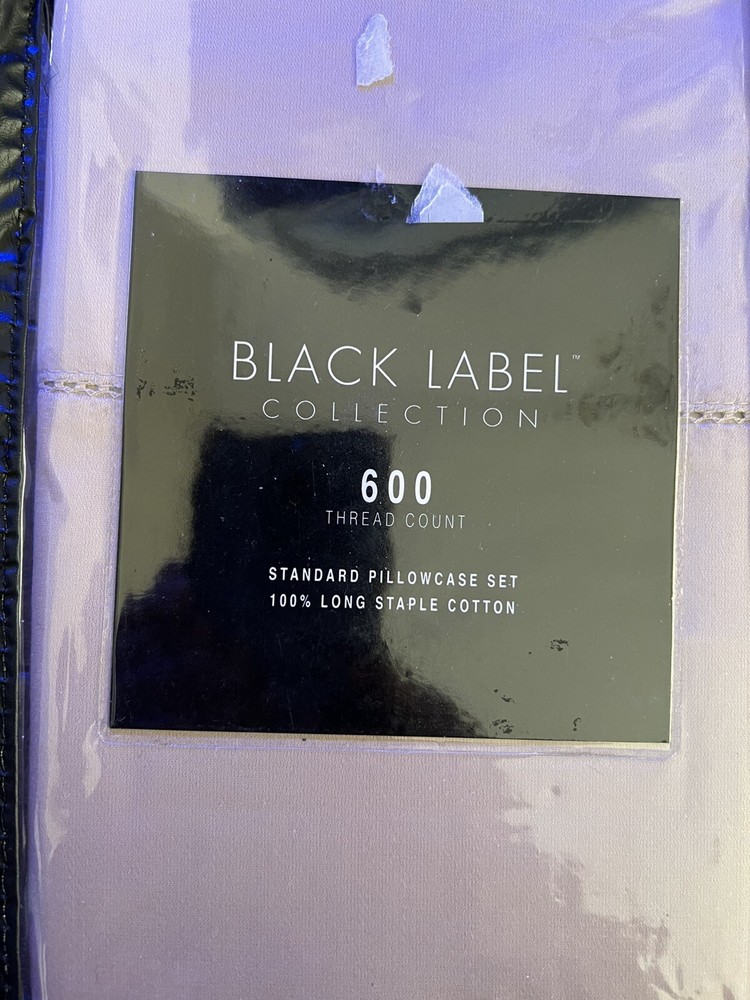 BLACK LABEL™
COLLECTION
600
THREAD COUNT
STANDARD PILLOWCASE SET
100% LONG STAPLE COTTON